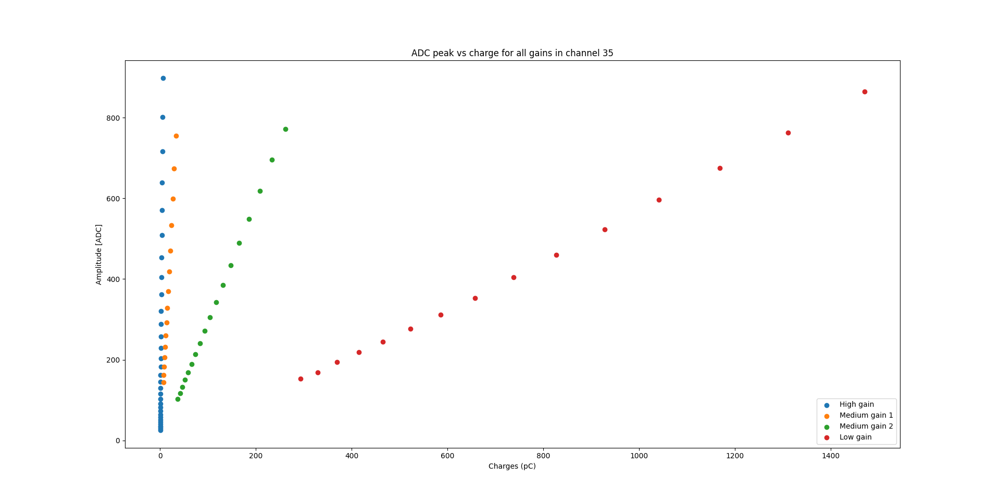 ADC peak vs charge for all gains in channel 35
Amplitude [ADC]
800
600
400
200
0
0 200 400 600 800 1000 1200 1400
Charges (pC)
High gain
Medium gain 1
Medium gain 2
Low gain